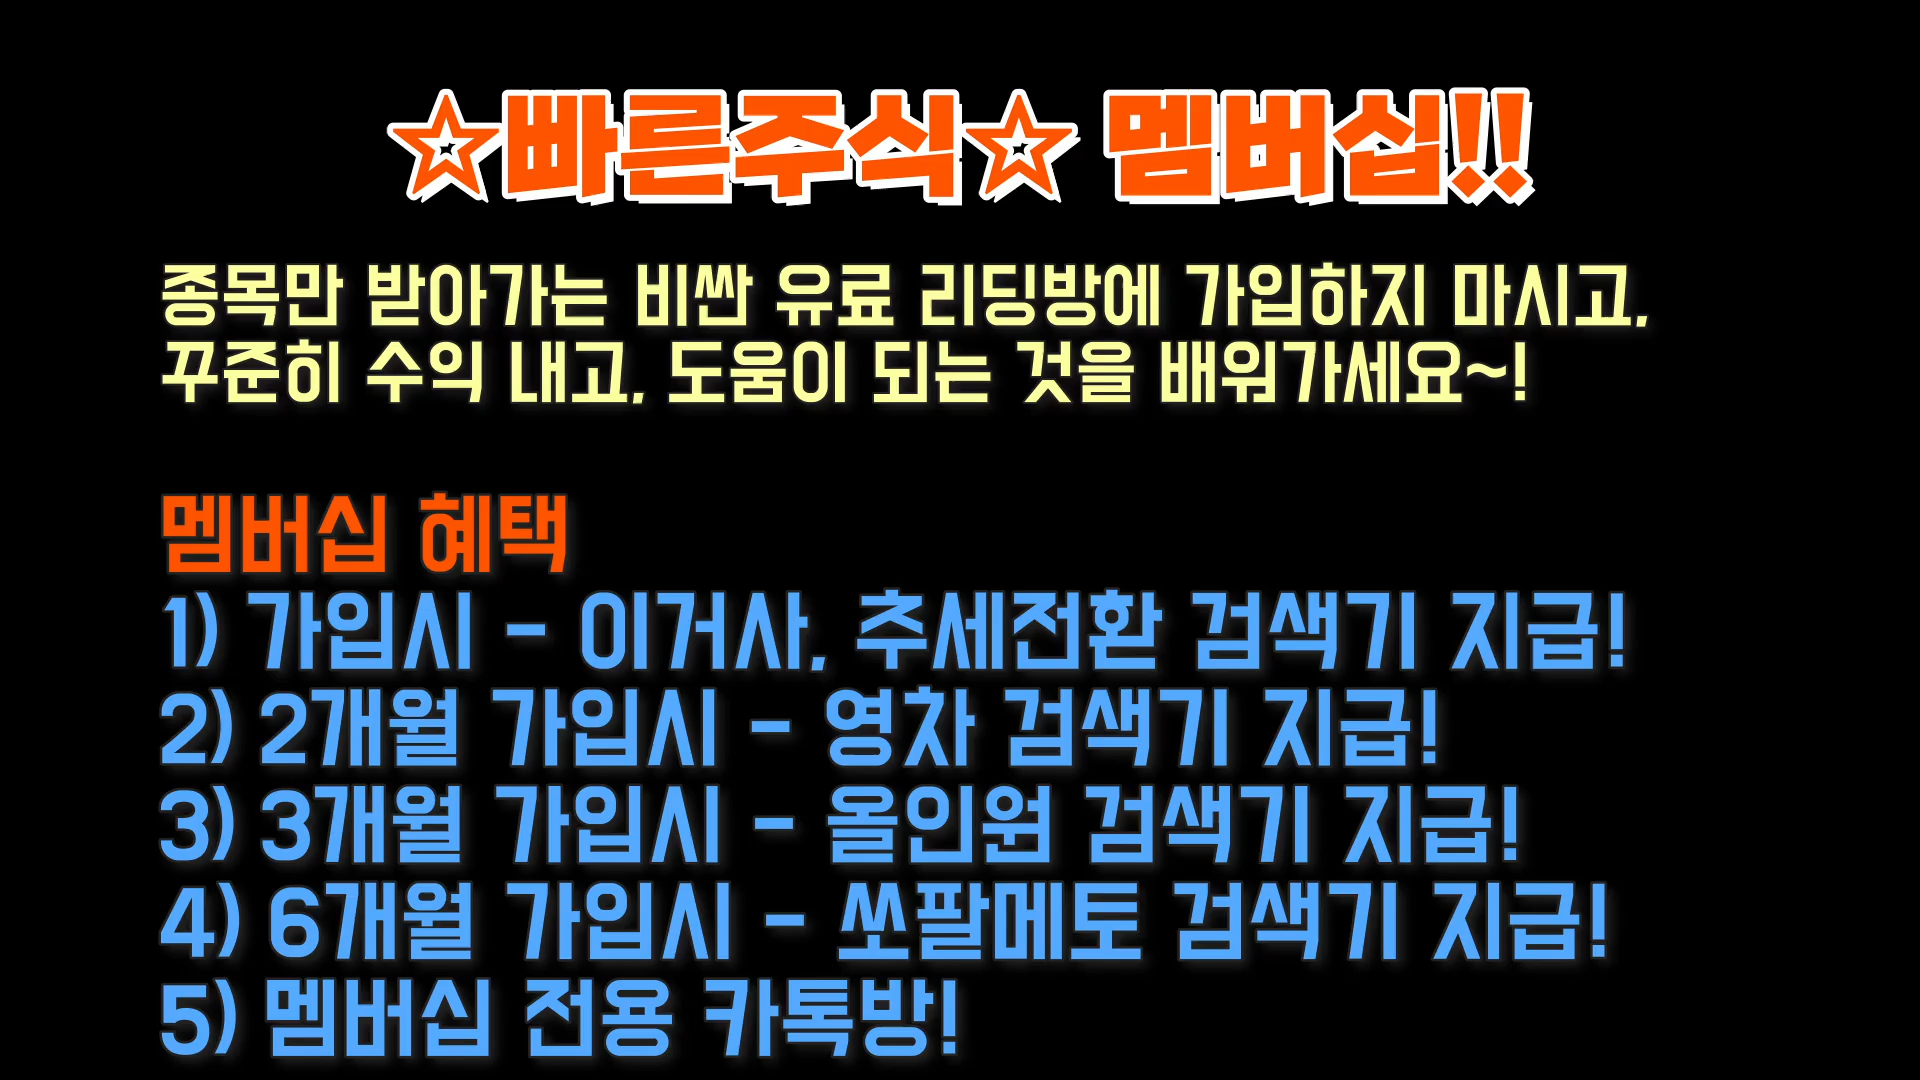 ☆빠른주식☆ 멤버십!!
종목만 받아가는 비싼 유료 리딩방에 가입하지 마시고,
꾸준히 수익 내고, 도움이 되는 것을 배워가세요~!
멤버십 혜택
1) 가입시 - 이거사, 추세전환 검색기 지급!
2) 2개월 가입시 - 영차 검색기 지급!
3) 3개월 가입시 - 올인원 검색기 지급!
4) 6개월 가입시 - 쏘팔메토 검색기 지급!
5) 멤버십 전용 카톡방!